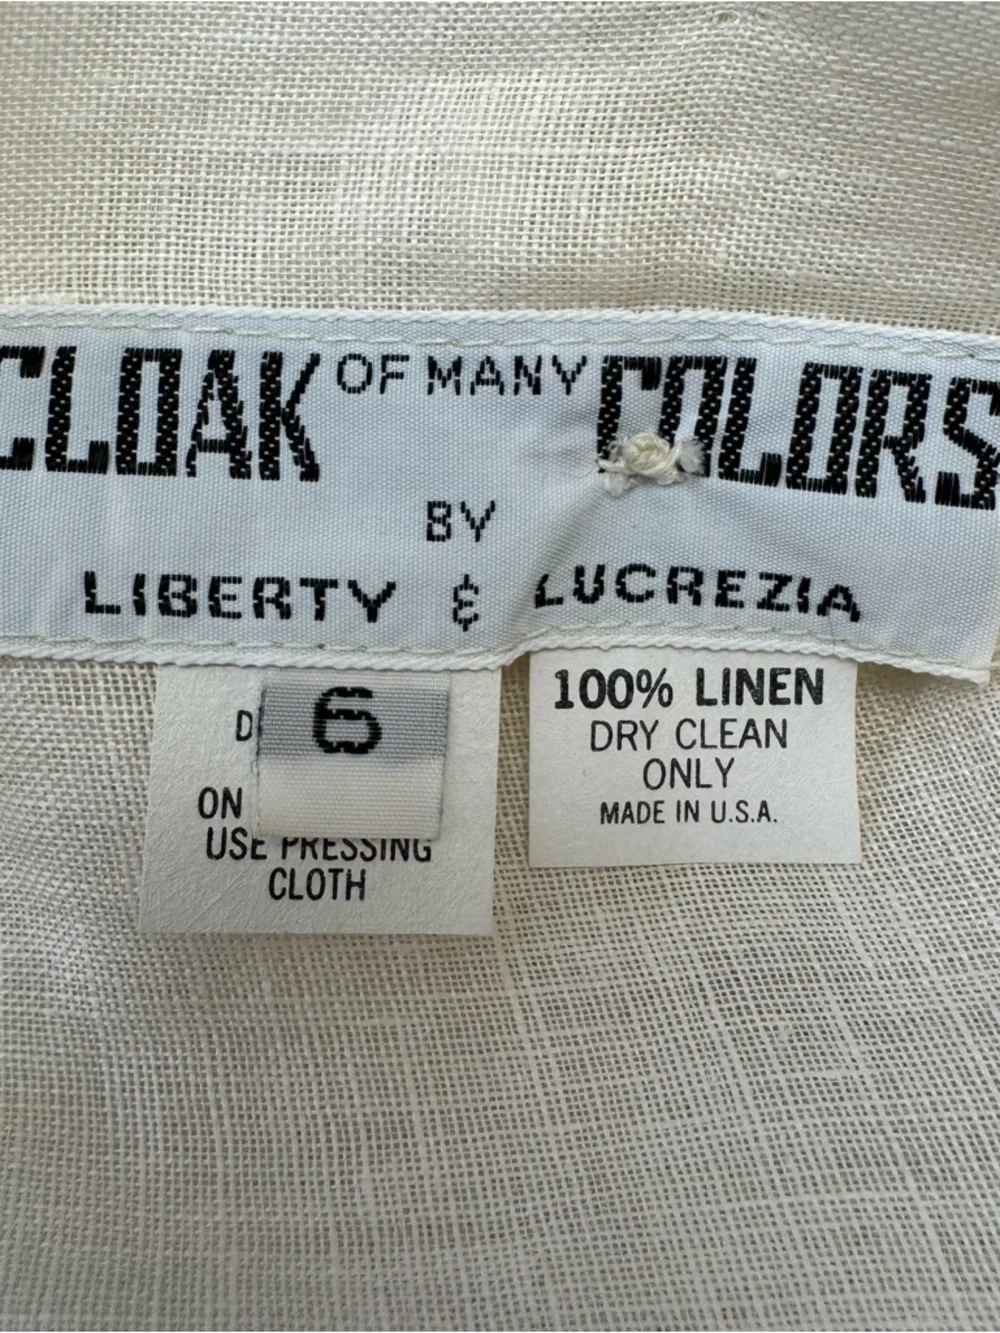 CLOAK OF MANY COLORS
BY
LIBERTY & LUCREZIA
6
ON
USE PRESSING
CLOTH
100% LINEN
DRY CLEAN
ONLY
MADE IN U.S.A.